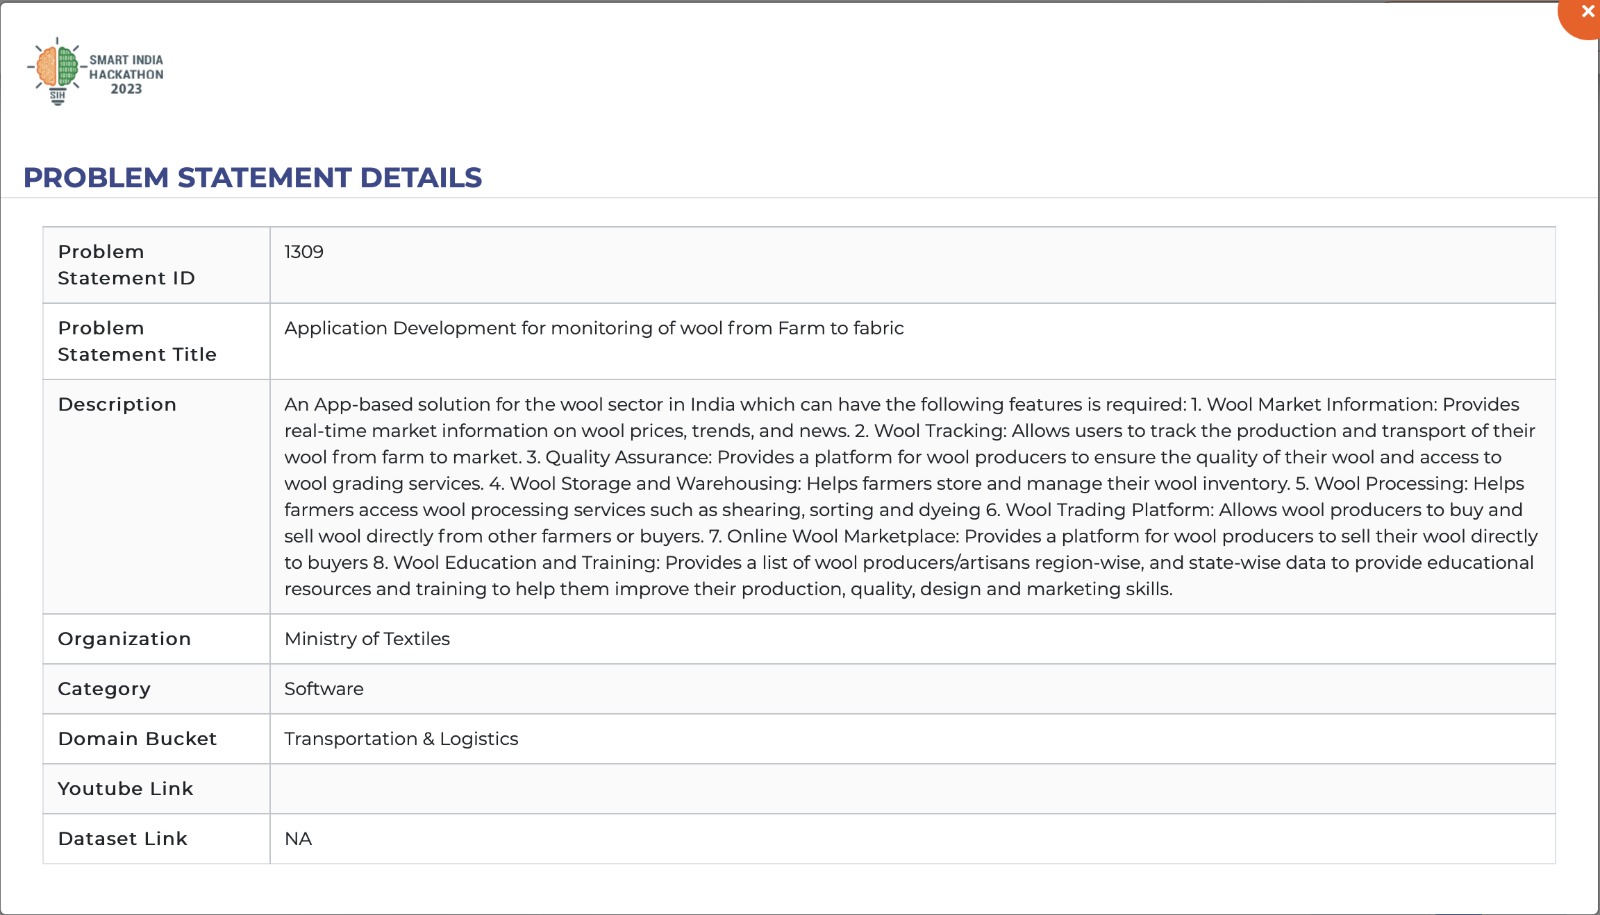 ×
SMART INDIA
HACKATHON
2023
SIH
PROBLEM STATEMENT DETAILS
Problem
Statement ID
1309
Problem
Statement Title
Application Development for monitoring of wool from Farm to fabric
Description
An App-based solution for the wool sector in India which can have the following features is required: 1. Wool Market Information: Provides
real-time market information on wool prices, trends, and news. 2. Wool Tracking: Allows users to track the production and transport of their
wool from farm to market. 3. Quality Assurance: Provides a platform for wool producers to ensure the quality of their wool and access to
wool grading services. 4. Wool Storage and Warehousing: Helps farmers store and manage their wool inventory. 5. Wool Processing: Helps
farmers access wool processing services such as shearing, sorting and dyeing 6. Wool Trading Platform: Allows wool producers to buy and
sell wool directly from other farmers or buyers. 7. Online Wool Marketplace: Provides a platform for wool producers to sell their wool directly
to buyers 8. Wool Education and Training: Provides a list of wool producers/artisans region-wise, and state-wise data to provide educational
resources and training to help them improve their production, quality, design and marketing skills.
Organization
Ministry of Textiles
Category
Software
Domain Bucket
Transportation & Logistics
Youtube Link
Dataset Link
NA